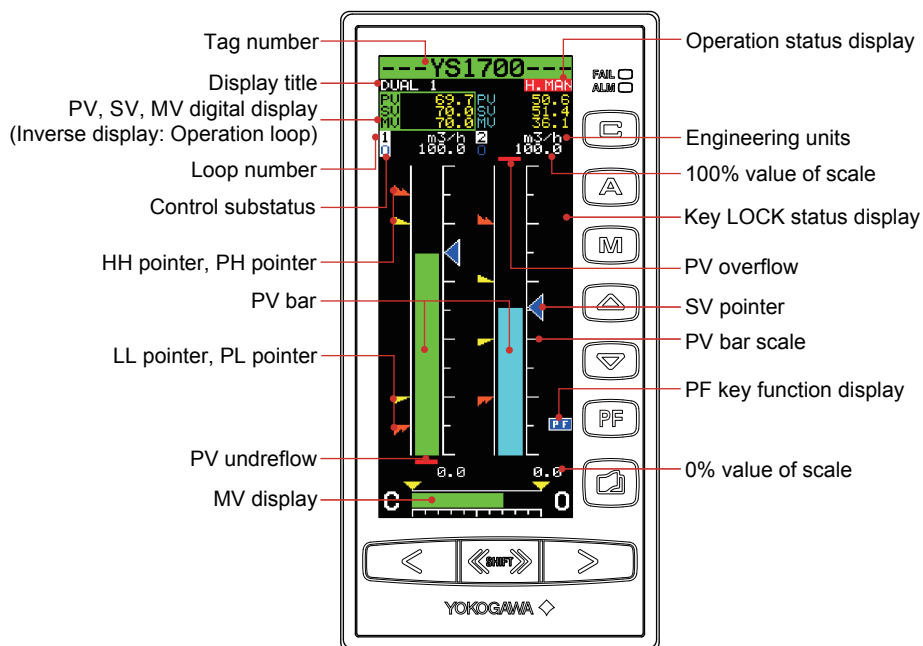 Tag number
Operation status display
---YS1700---
FAIL
ALM
Display title
DUAL 1
H.MAN
PV, SV, MV digital display
(Inverse display: Operation loop)
PV 69.7 PV 50.6
SV 70.0 SV 51.4
MV 70.0 MV 36.1
C
Engineering units
1 m3/h 2 m3/h
Loop number
0 100.0 0 100.0
100% value of scale
A
Control substatus
Key LOCK status display
M
HH pointer, PH pointer
PV overflow
PV bar
SV pointer
PV bar scale
LL pointer, PL pointer
PF key function display
PF
PF
PV undreflow
0.0 0.0
0% value of scale
MV display
C O
SHIFT
YOKOGAWA